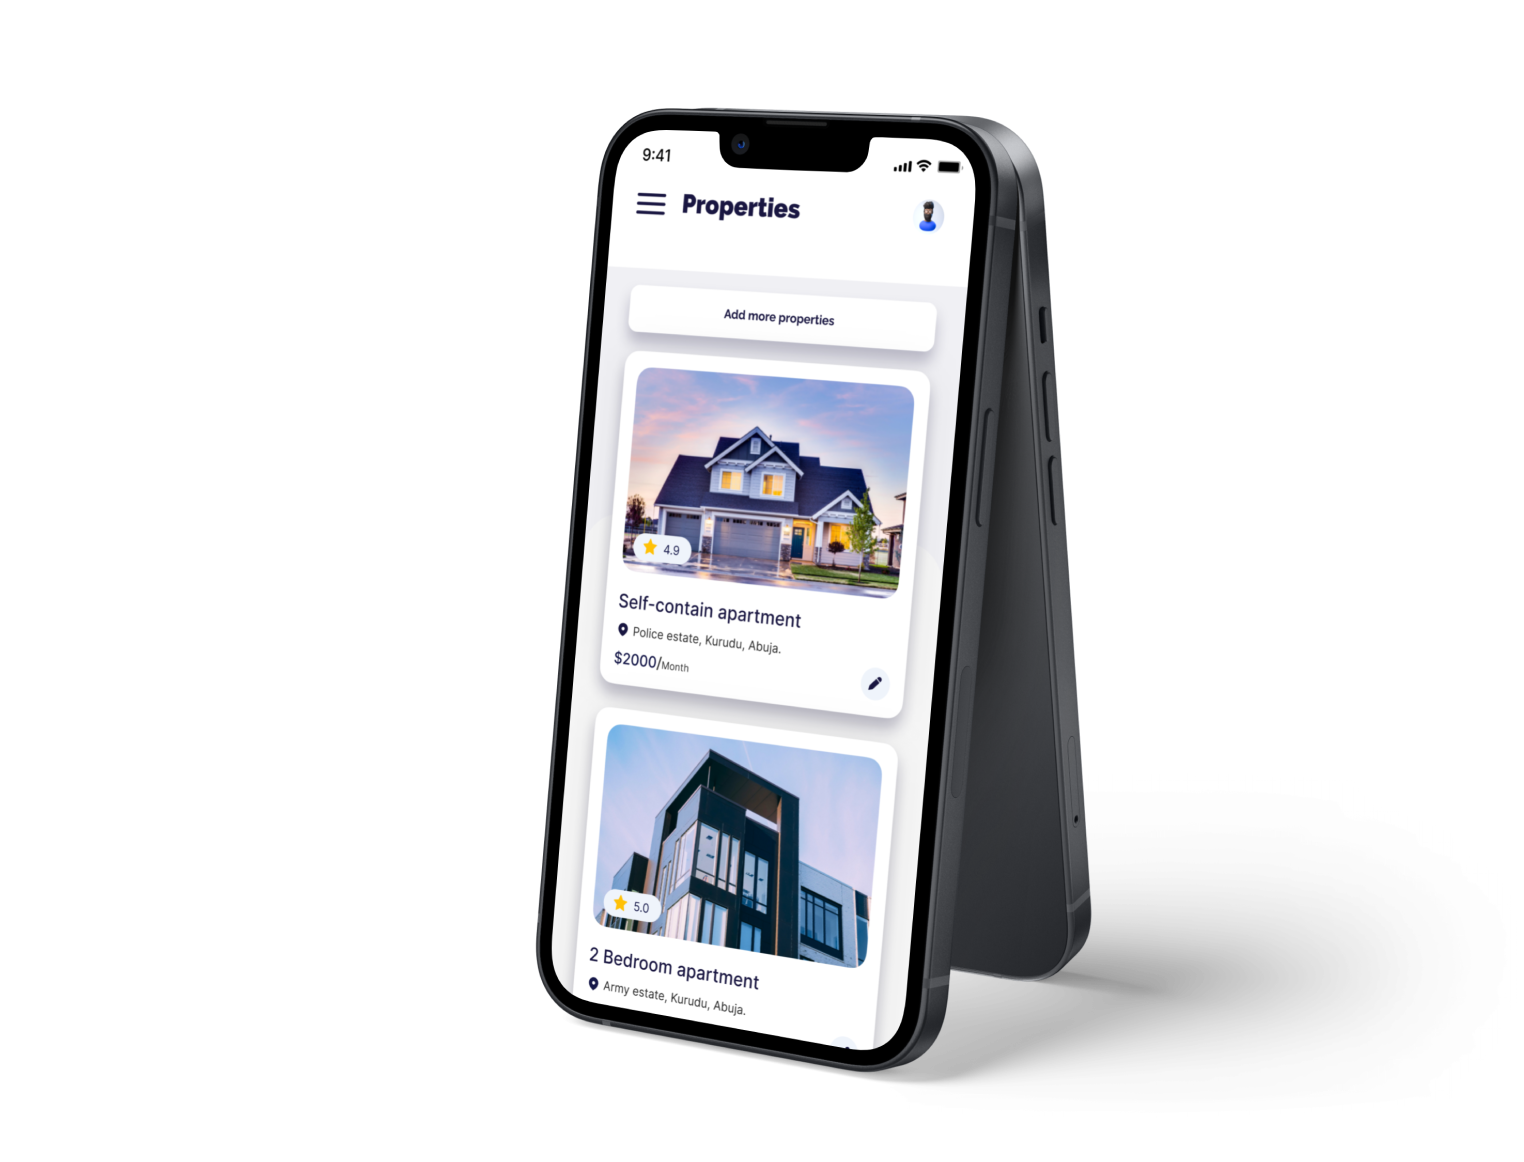 9:41
Properties
Add more properties
4.9
Self-contain apartment
Police estate, Kurudu, Abuja.
$2000/Month
5.0
2 Bedroom apartment
Army estate, Kurudu, Abuja.